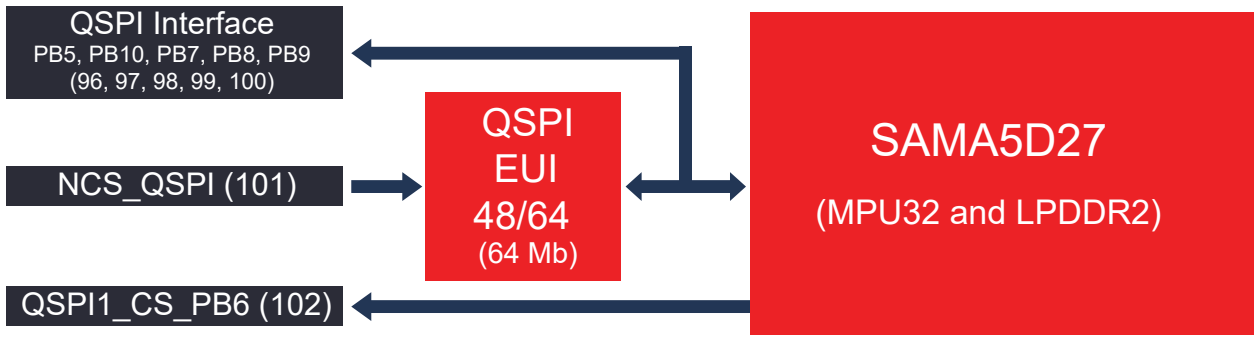 QSPI Interface
PB5, PB10, PB7, PB8, PB9
(96, 97, 98, 99, 100)
NCS_QSPI (101)
QSPI1_CS_PB6 (102)
QSPI
EUI
48/64
(64 Mb)
SAMA5D27
(MPU32 and LPDDR2)